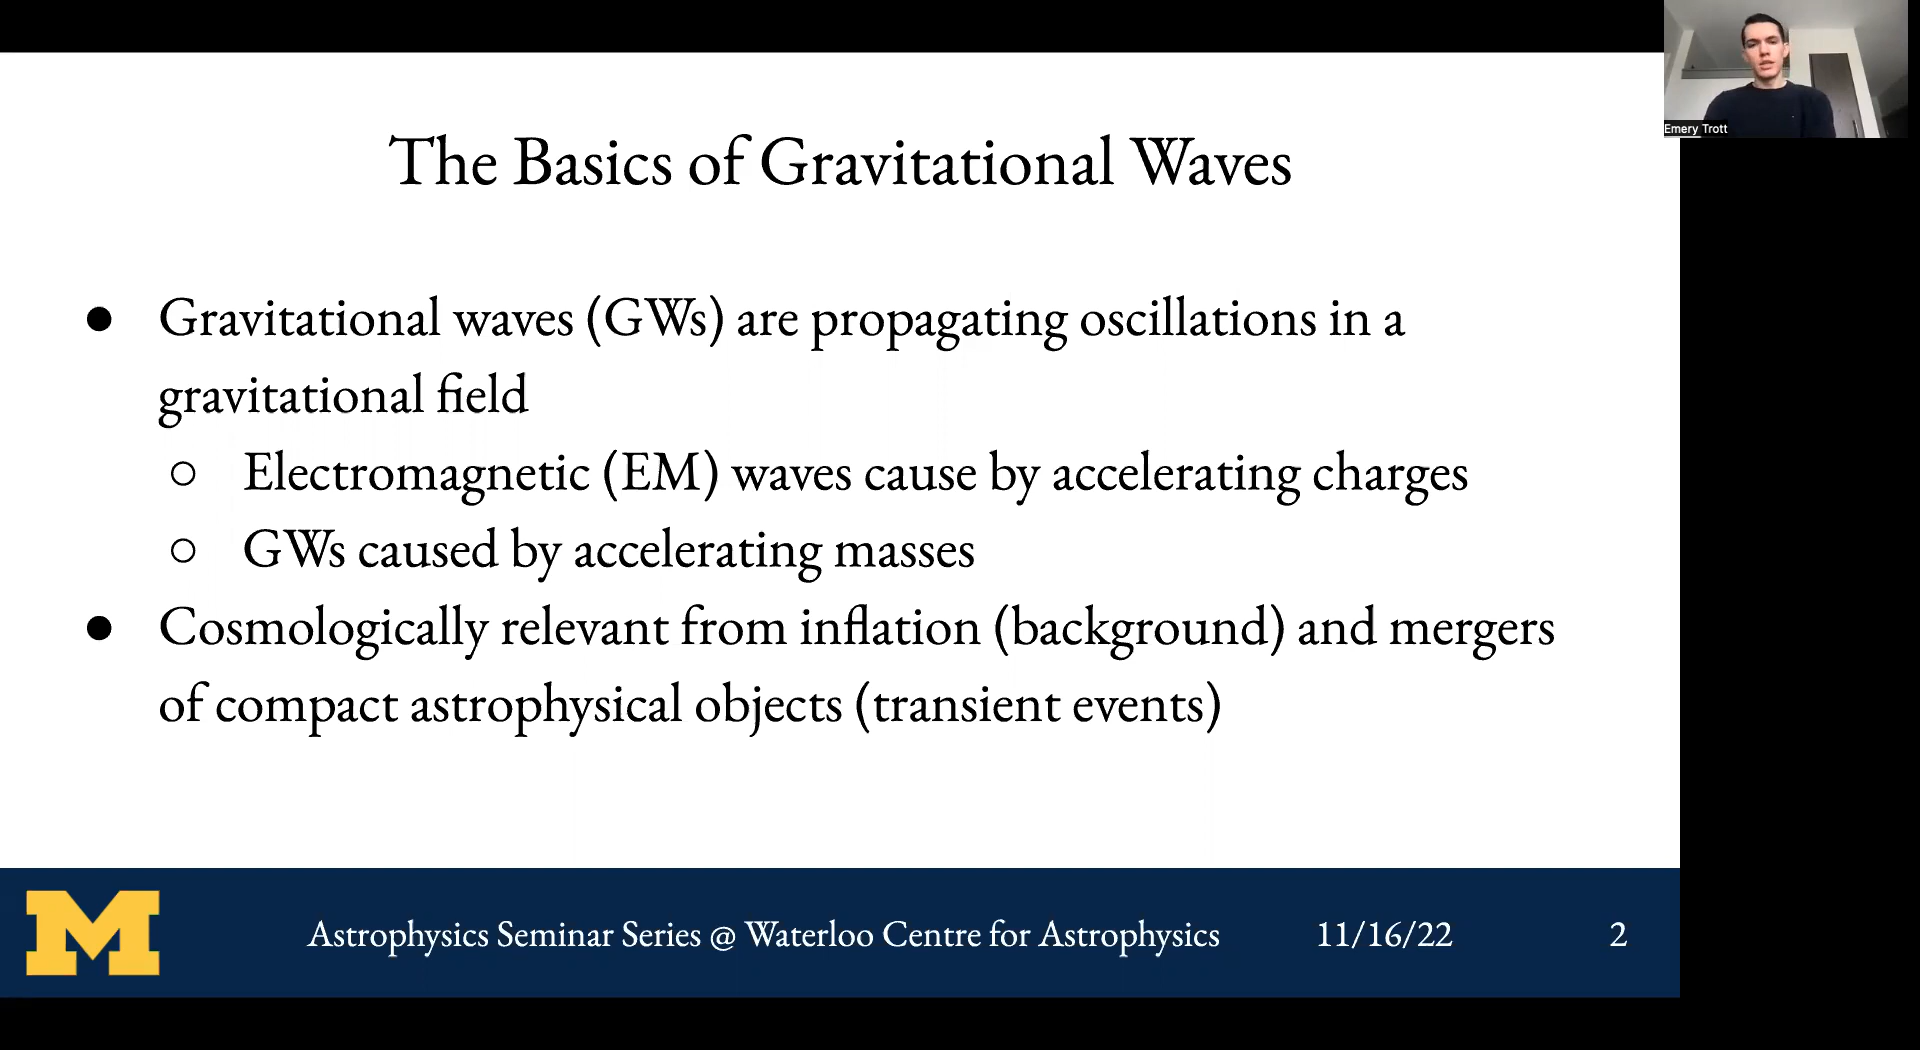 Emery Trott
The Basics of Gravitational Waves
● Gravitational waves (GWs) are propagating oscillations in a
gravitational field
○ Electromagnetic (EM) waves cause by accelerating charges
○ GWs caused by accelerating masses
● Cosmologically relevant from inflation (background) and mergers
of compact astrophysical objects (transient events)
M Astrophysics Seminar Series @ Waterloo Centre for Astrophysics 11/16/22 2